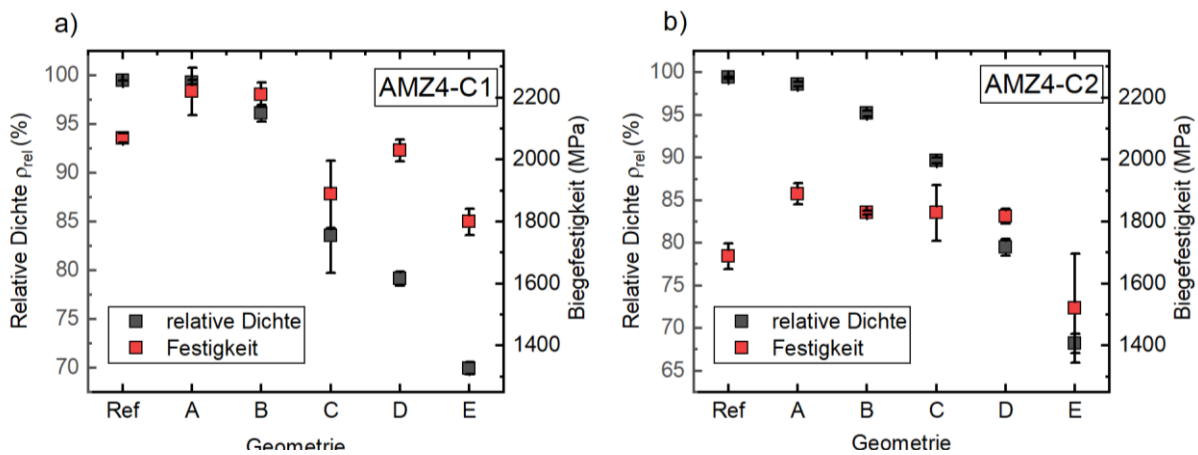 a)
AMZ4-C1
Relative Dichte ρrel (%)
100
95
90
85
80
75
70
2200
2000
1800
1600
1400
Biegefestigkeit (MPa)
relative Dichte
Festigkeit
Ref A B C D E
Geometrie
b)
AMZ4-C2
Relative Dichte ρrel (%)
100
95
90
85
80
75
70
65
2200
2000
1800
1600
1400
Biegefestigkeit (MPa)
relative Dichte
Festigkeit
Ref A B C D E
Geometrie